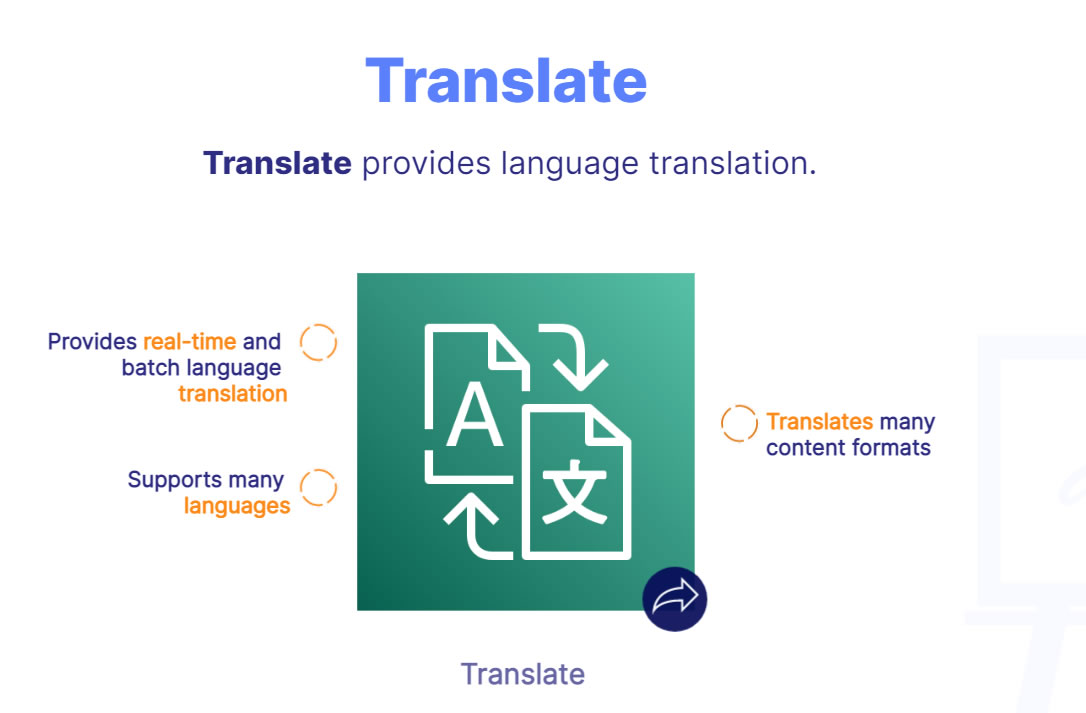 Translate
Translate provides language translation.
Provides real-time and
batch language
translation
Supports many
languages
A
文
Translates many
content formats
Translate